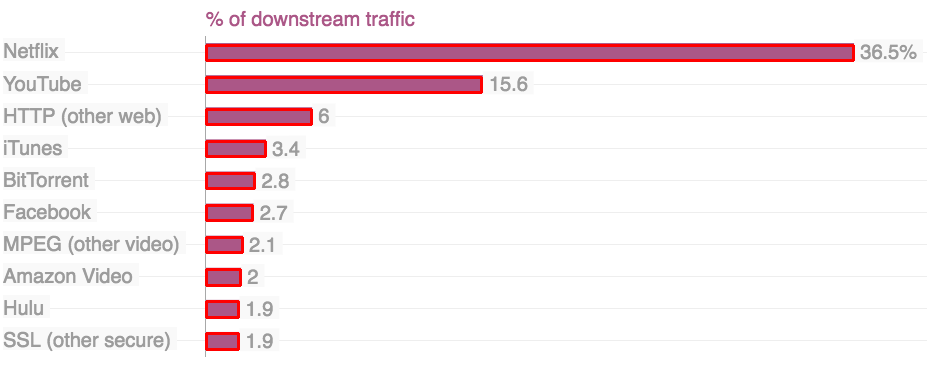 % of downstream traffic
Netflix 36.5%
YouTube 15.6
HTTP (other web) 6
iTunes 3.4
BitTorrent 2.8
Facebook 2.7
MPEG (other video) 2.1
Amazon Video 2
Hulu 1.9
SSL (other secure) 1.9